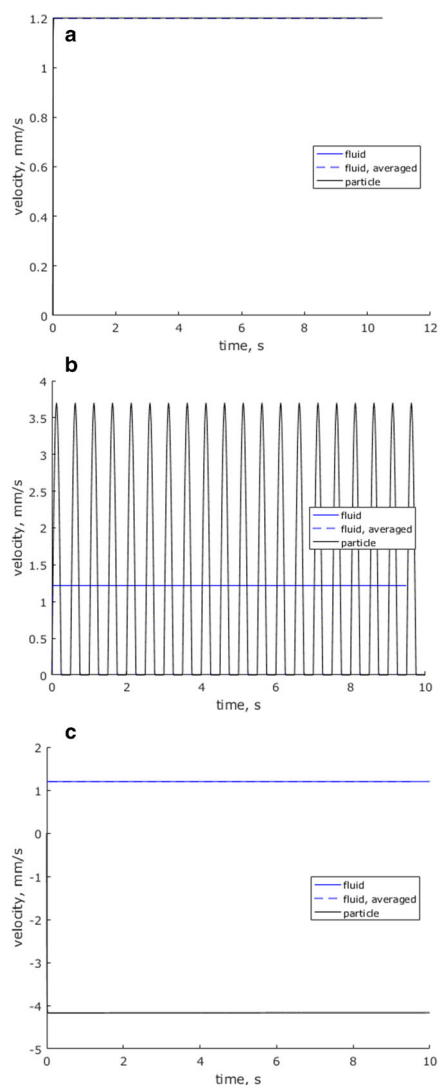 a
1.2
1
0.8
0.6
0.4
0.2
0
velocity, mm/s
fluid
fluid, averaged
particle
0 2 4 6 8 10 12
time, s
b
4
3.5
3
2.5
2
1.5
1
0.5
0
velocity, mm/s
fluid
fluid, averaged
particle
0 2 4 6 8 10
time, s
c
2
1
0
-1
-2
-3
-4
-5
velocity, mm/s
fluid
fluid, averaged
particle
0 2 4 6 8 10
time, s